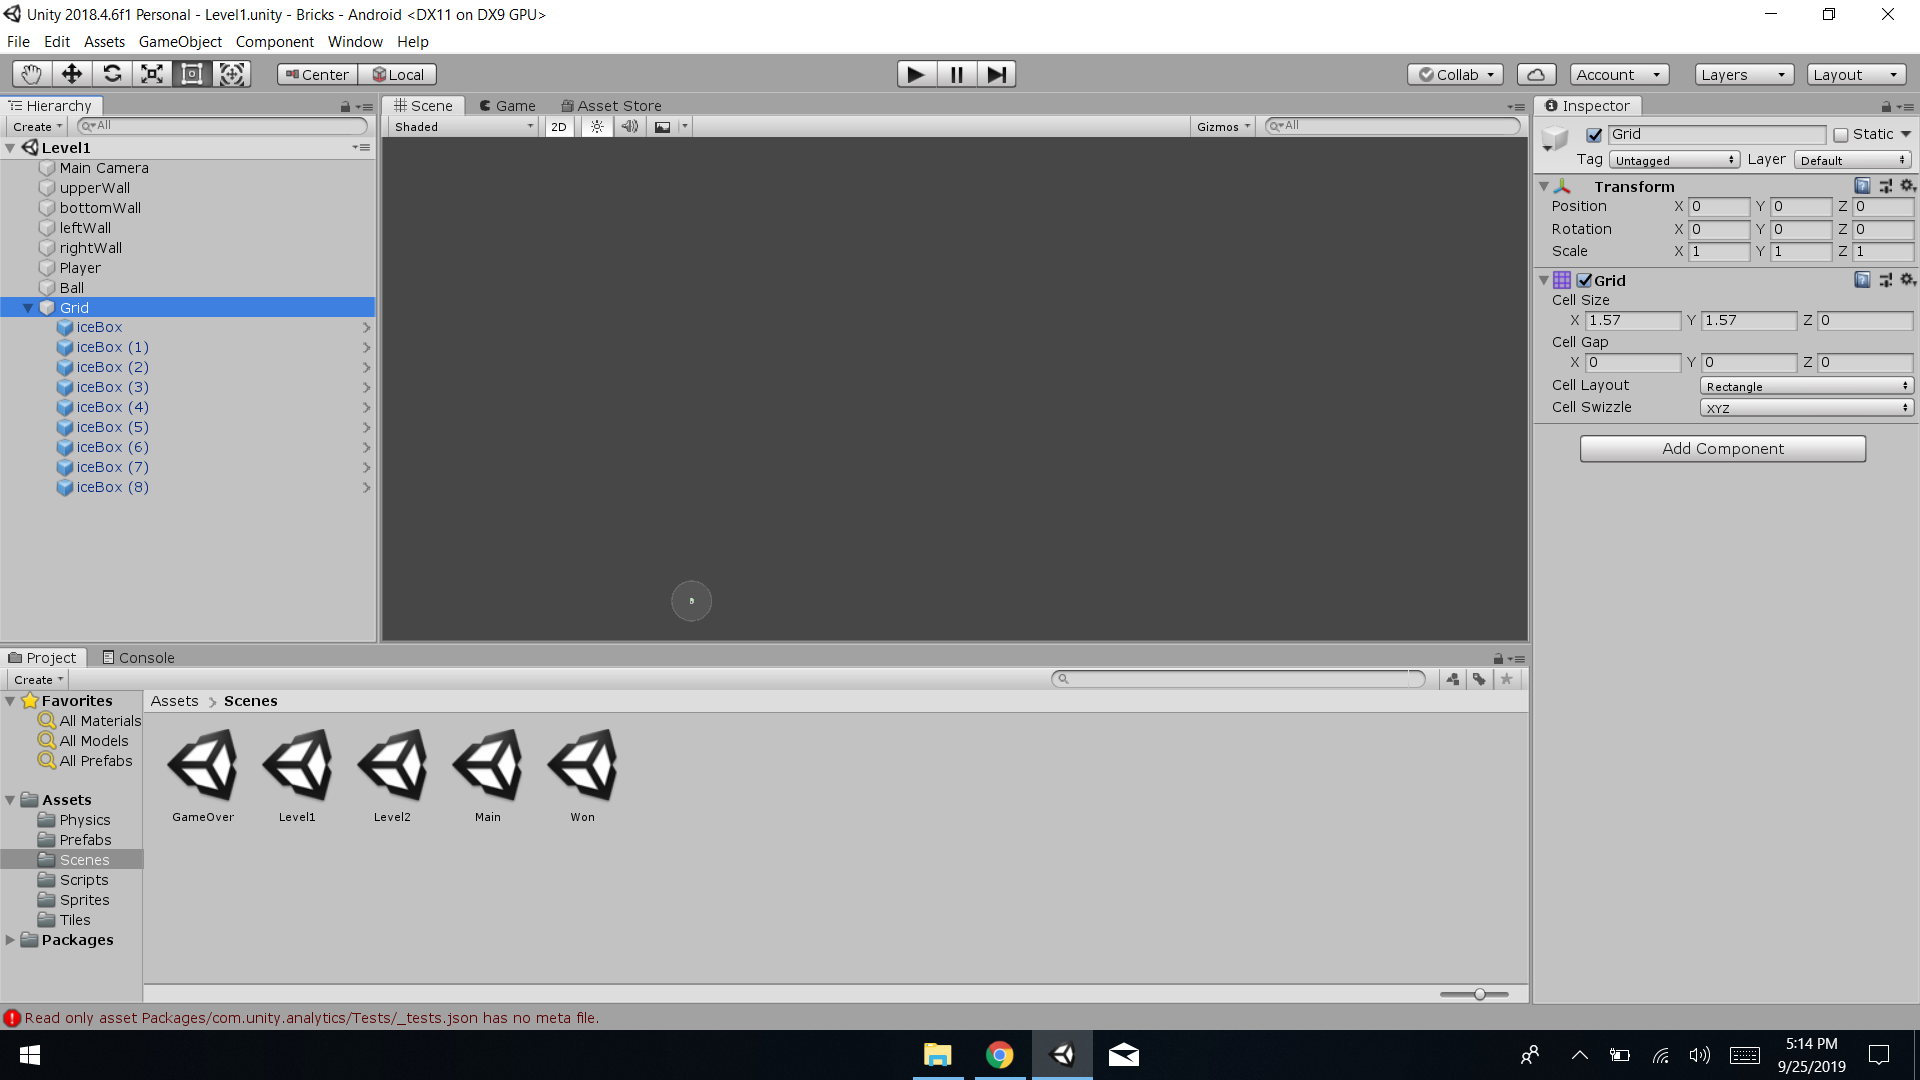 Unity 2018.4.6f1 Personal - Level1.unity - Bricks - Android <DX11 on DX9 GPU>
File Edit Assets GameObject Component Window Help
Center Local Collab Account Layers Layout
Hierarchy
Create All
Level1
Main Camera
upperWall
bottomWall
leftWall
rightWall
Player
Ball
Grid
iceBox
iceBox (1)
iceBox (2)
iceBox (3)
iceBox (4)
iceBox (5)
iceBox (6)
iceBox (7)
iceBox (8)
Scene Game Asset Store
Shaded 2D Gizmos All
Inspector
Grid Static
Tag Untagged Layer Default
Transform
Position X 0 Y 0 Z 0
Rotation X 0 Y 0 Z 0
Scale X 1 Y 1 Z 1
Grid
Cell Size
X 1.57 Y 1.57 Z 0
Cell Gap
X 0 Y 0 Z 0
Cell Layout Rectangle
Cell Swizzle XYZ
Add Component
Project Console
Create
Favorites
All Materials
All Models
All Prefabs
Assets
Physics
Prefabs
Scenes
Scripts
Sprites
Tiles
Packages
Assets Scenes
GameOver Level1 Level2 Main Won
Read only asset Packages/com.unity.analytics/Tests/_tests.json has no meta file.
5:14 PM
9/25/2019